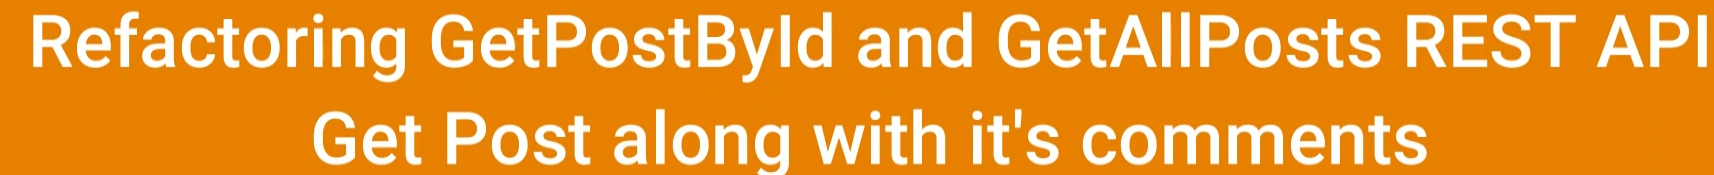 Refactoring GetPostById and GetAllPosts REST API
Get Post along with it's comments